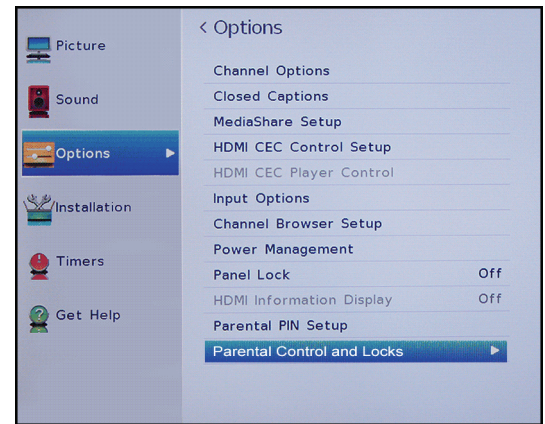 Picture
Sound
Options
Installation
Timers
Get Help
< Options
Channel Options
Closed Captions
MediaShare Setup
HDMI CEC Control Setup
HDMI CEC Player Control
Input Options
Channel Browser Setup
Power Management
Panel Lock Off
HDMI Information Display Off
Parental PIN Setup
Parental Control and Locks